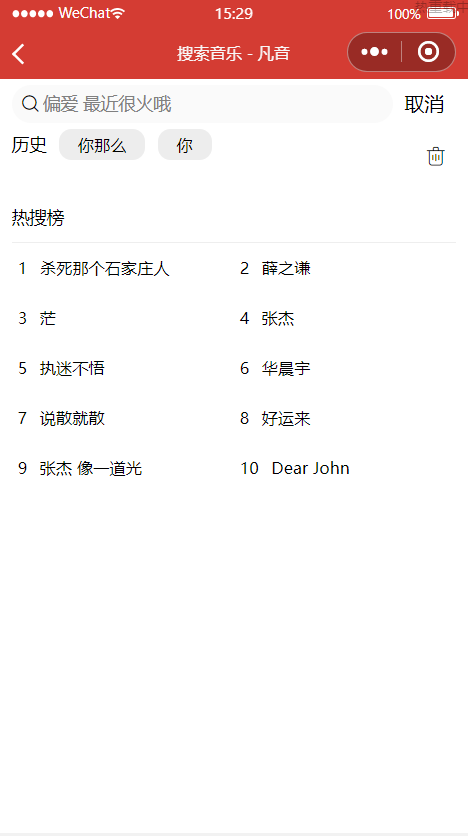 WeChat 15:29 100%
搜索音乐 - 凡音
偏爱 最近很火哦 取消
历史 你那么 你
热搜榜
1 杀死那个石家庄人 2 薛之谦
3 茫 4 张杰
5 执迷不悟 6 华晨宇
7 说散就散 8 好运来
9 张杰 像一道光 10 Dear John